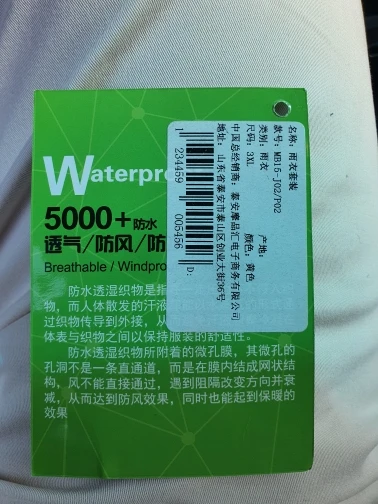 Waterpr
5000+防水
透气/防风/防
Breathable / Windpro
防水透湿织物是指
物，而人体散发的汗液
过织物传导到外接，从
体表与织物之间以保持服装的舒适性。
防水透湿织物所附着的微孔膜，其微孔的
孔洞不是一条直通道，而是在膜内结成网状结
构，风不能直接通过，遇到阻隔改变方向并衰
减，从而达到防风效果，同时也能起到保暖的
效果
名称：雨衣套装
款号：MB15-J02/P02
类别：雨衣 产地：
尺码：3XL 颜色：黄色
中国总经销商：泰安摩品汇电子商务有限公司
地址：山东省泰安市泰山区创业大街36号
1 234459 005456 D: